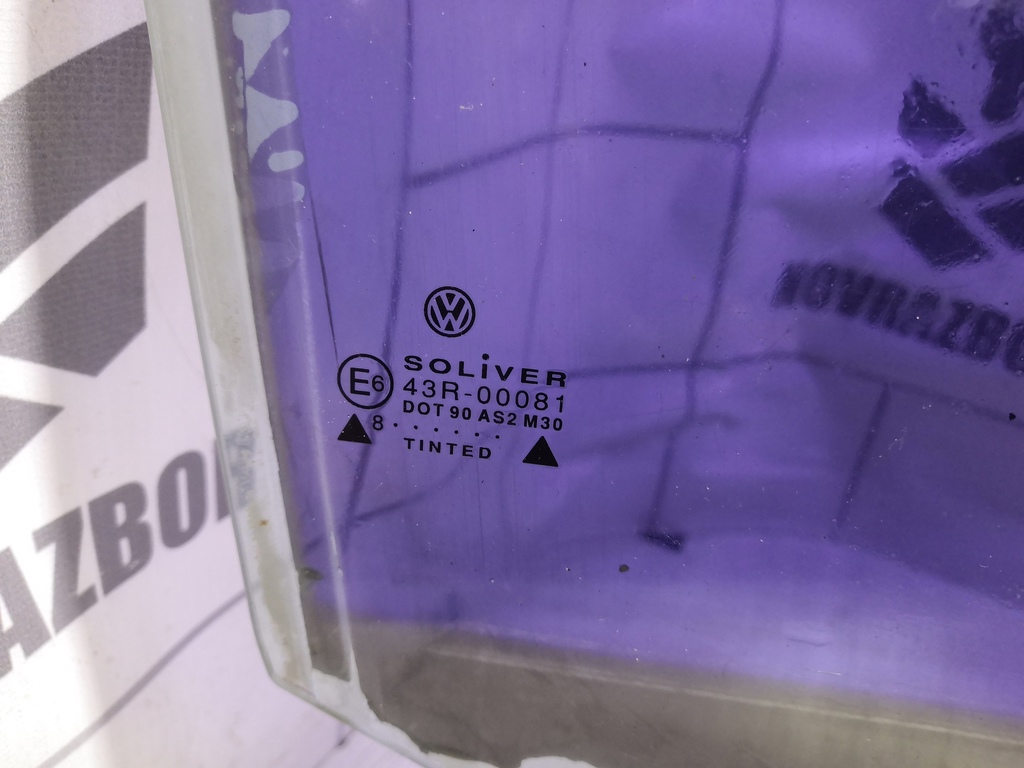 SOLiVER
E6 43R-00081
DOT 90 AS2 M30
8 · · · · · ·
TINTED
AZBO